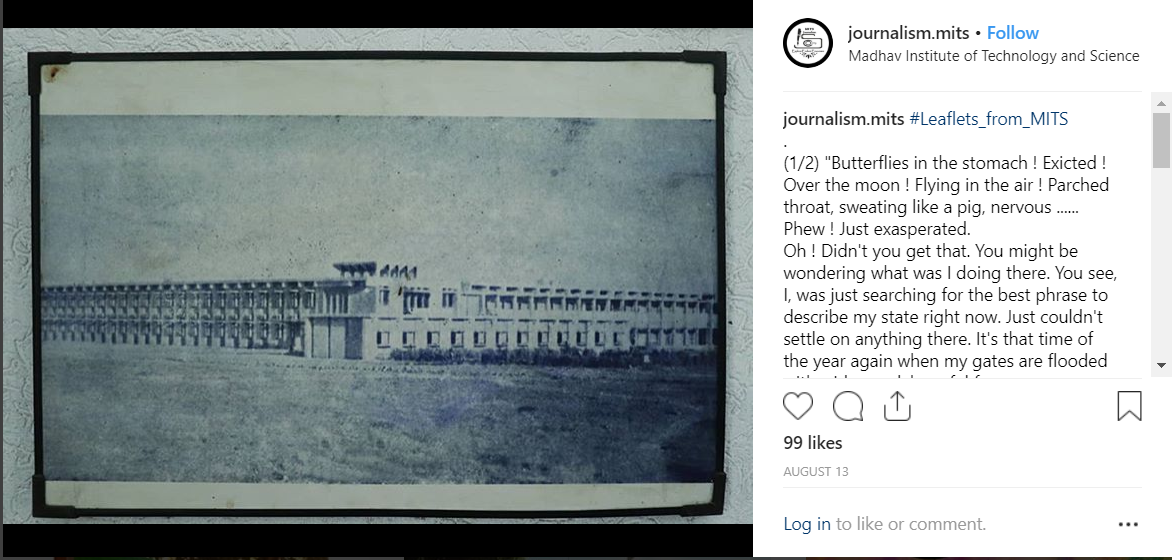 journalism.mits • Follow
Madhav Institute of Technology and Science
journalism.mits #Leaflets_from_MITS
.
(1/2) "Butterflies in the stomach ! Exicted !
Over the moon ! Flying in the air ! Parched
throat, sweating like a pig, nervous ......
Phew ! Just exasperated.
Oh ! Didn't you get that. You might be
wondering what was I doing there. You see,
I, was just searching for the best phrase to
describe my state right now. Just couldn't
settle on anything there. It's that time of
the year again when my gates are flooded
99 likes
AUGUST 13
Log in to like or comment.